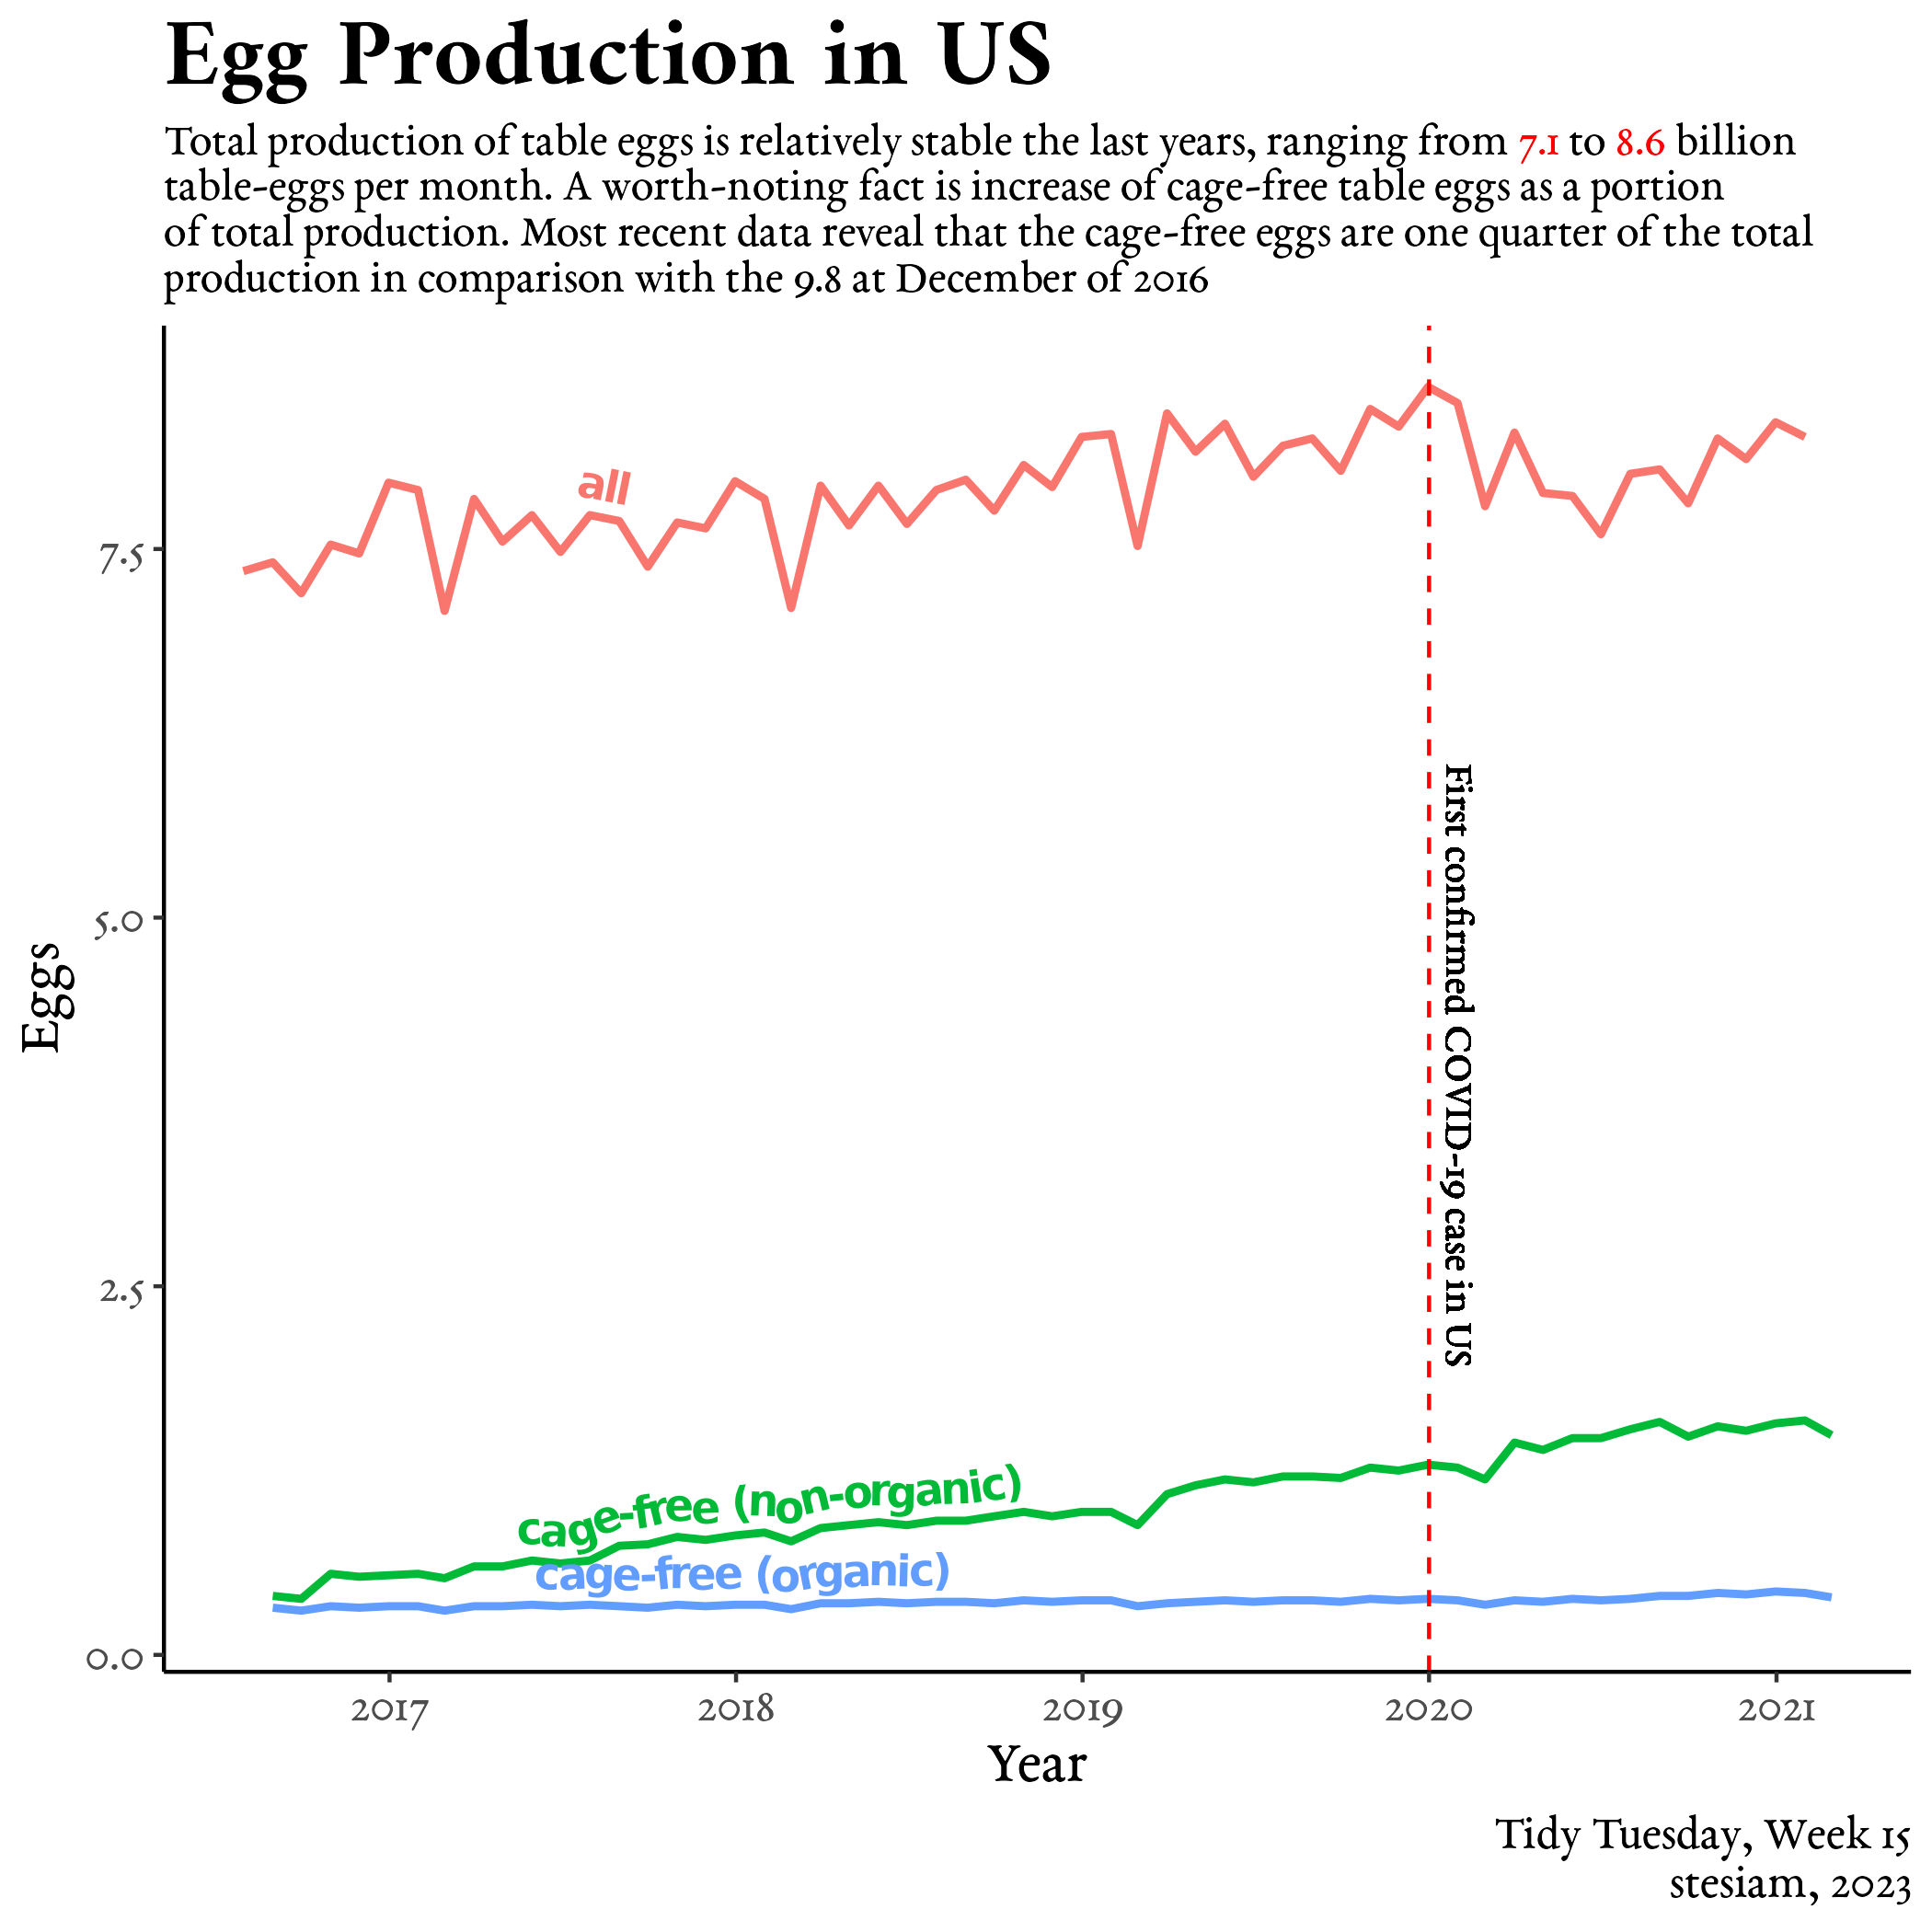 Egg Production in US
Total production of table eggs is relatively stable the last years, ranging from 7.1 to 8.6 billion
table-eggs per month. A worth-noting fact is increase of cage-free table eggs as a portion
of total production. Most recent data reveal that the cage-free eggs are one quarter of the total
production in comparison with the 9.8 at December of 2016
all
7.5
5.0
2.5
0.0
Eggs
First confirmed COVID-19 case in US
cage-free (non-organic)
cage-free (organic)
2017
2018
2019
2020
2021
Year
Tidy Tuesday, Week 15
stesiam, 2023